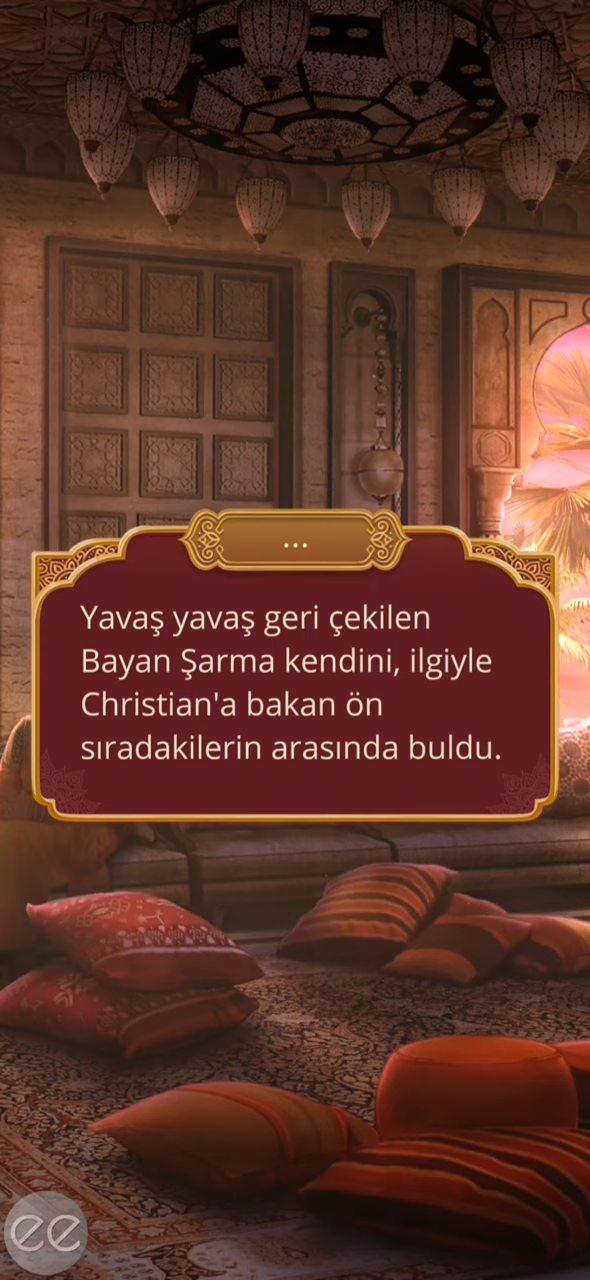 ...
Yavaş yavaş geri çekilen
Bayan Şarma kendini, ilgiyle
Christian'a bakan ön
sıradakilerin arasında buldu.
ee